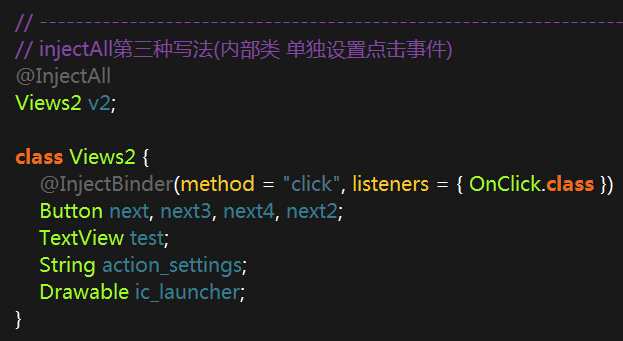 // ------------------------------------------------------------
// injectAll第三种写法(内部类 单独设置点击事件)
@InjectAll
Views2 v2;
class Views2 {
@InjectBinder(method = "click", listeners = { OnClick.class })
Button next, next3, next4, next2;
TextView test;
String action_settings;
Drawable ic_launcher;
}